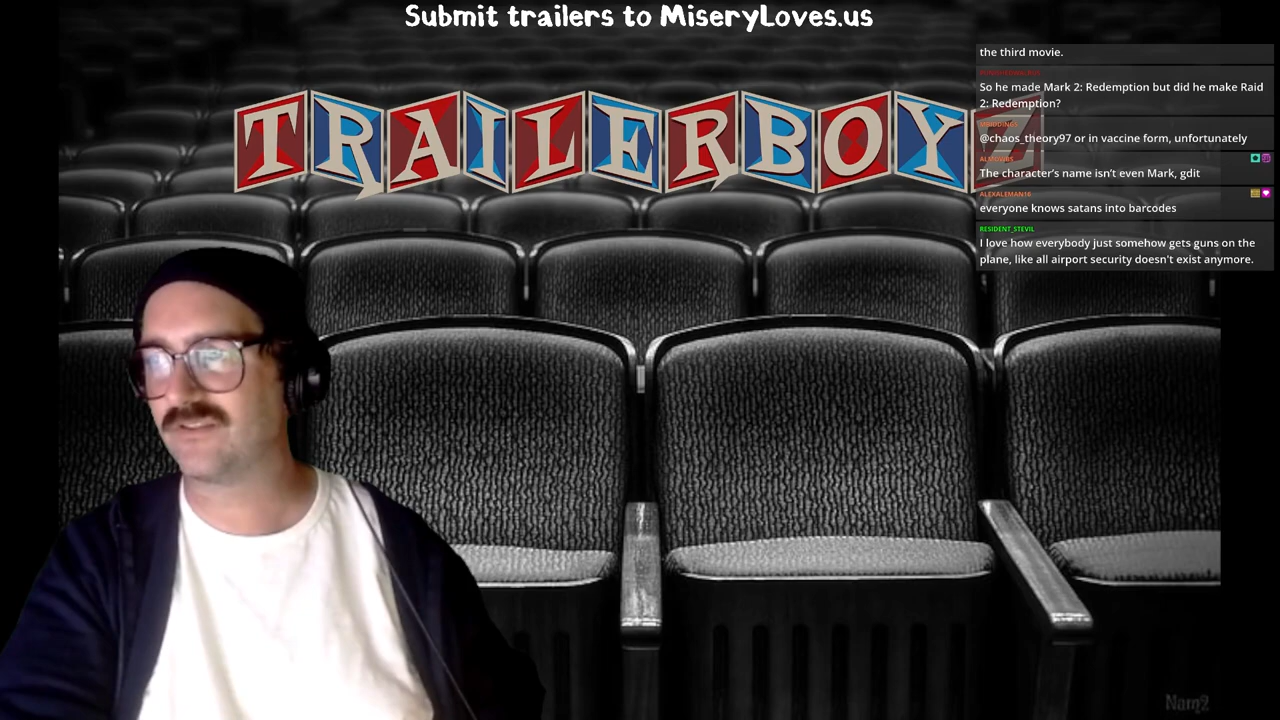 Submit trailers to MiseryLoves.us
TRAILERBOYZ
the third movie.
So he made Mark 2: Redemption but did he make Raid
2: Redemption?
@chaos_theory97 or in vaccine form, unfortunately
The character's name isn't even Mark, gdit
ALEXALEMAN16
everyone knows satans into barcodes
RESIDENT_STEVIL
I love how everybody just somehow gets guns on the
plane, like all airport security doesn't exist anymore.
Nam2